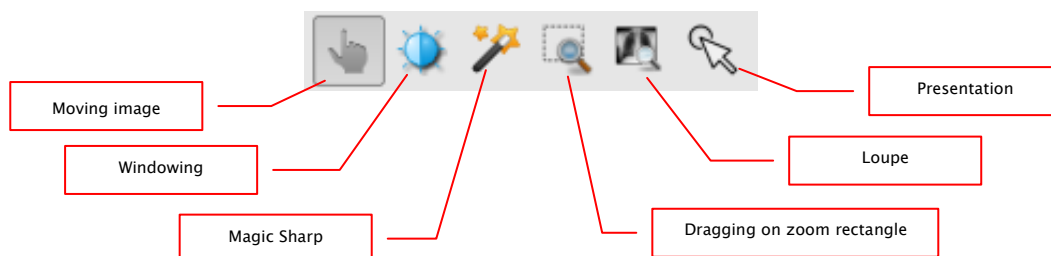 Moving image
Windowing
Magic Sharp
Dragging on zoom rectangle
Loupe
Presentation